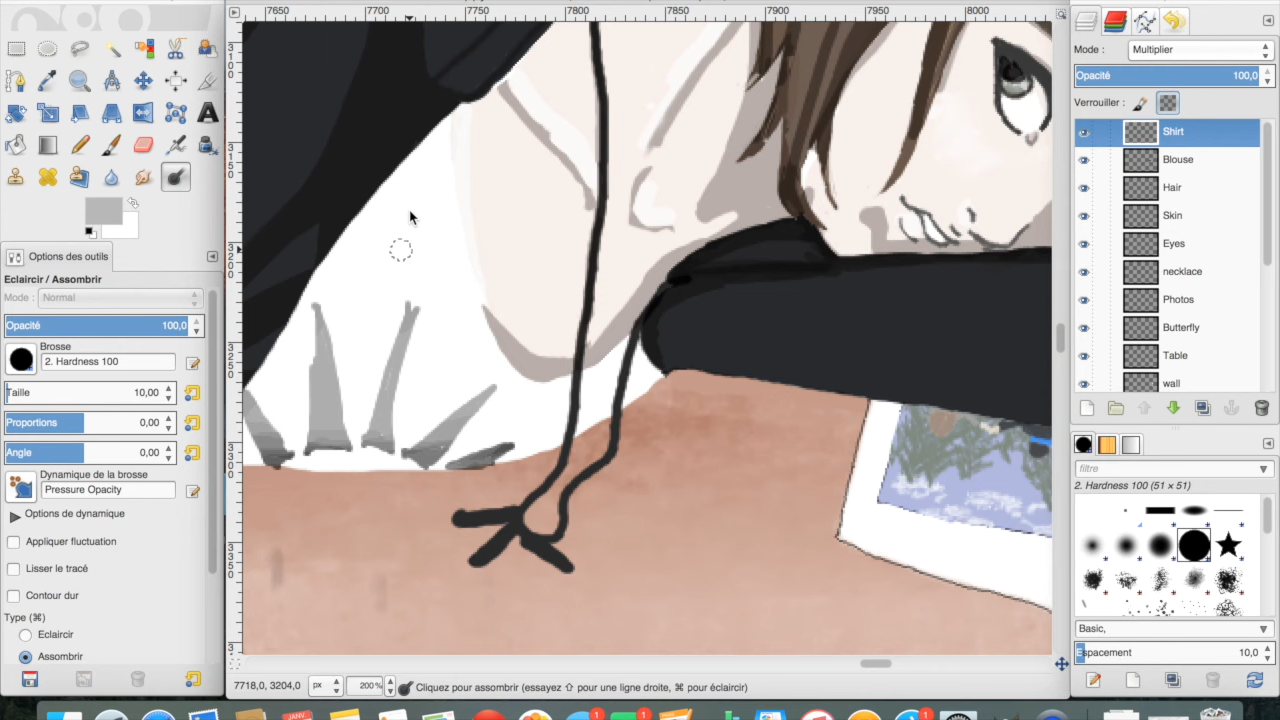 7650 7700 7750 7800 7850 7900 7950 8000
Mode : Multiplier
Opacité 100,0
Verrouiller :
Shirt
Blouse
Hair
Skin
Eyes
necklace
Photos
Butterfly
Table
wall
Options des outils
Eclaircir / Assombrir
Mode : Normal
Opacité 100,0
Brosse
2. Hardness 100
Taille 10,00
Proportions 0,00
Angle 0,00
Dynamique de la brosse
Pressure Opacity
Options de dynamique
Appliquer fluctuation
Lisser le tracé
Contour dur
Type (⌘)
Eclaircir
Assombrir
filtre
2. Hardness 100 (51 × 51)
Basic,
Espacement 10,0
7718,0, 3204,0 px 200% Cliquez pour assombrir (essayez ⇧ pour une ligne droite, ⌘ pour éclaircir)
JANV.
1 1 1